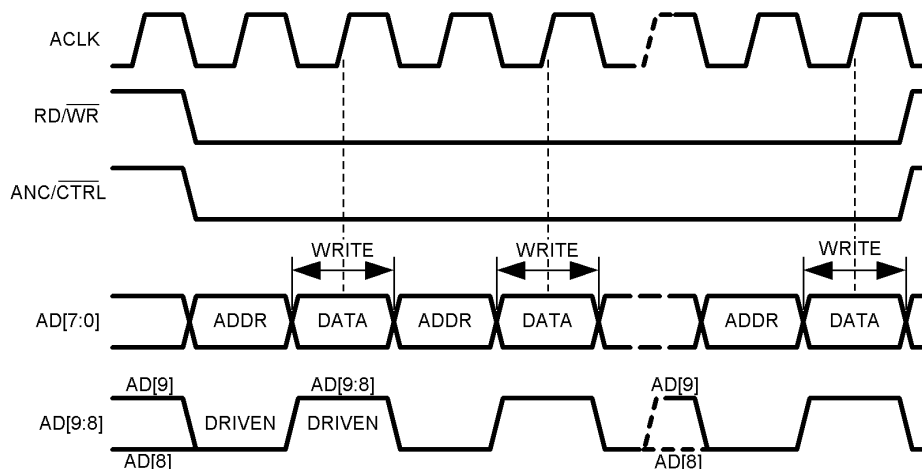 ACLK
RD/WR
ANC/CTRL
WRITE WRITE WRITE
AD[7:0] ADDR DATA ADDR DATA ADDR DATA
AD[9] AD[9:8] AD[9]
AD[9:8] DRIVEN DRIVEN
AD[8] AD[8]